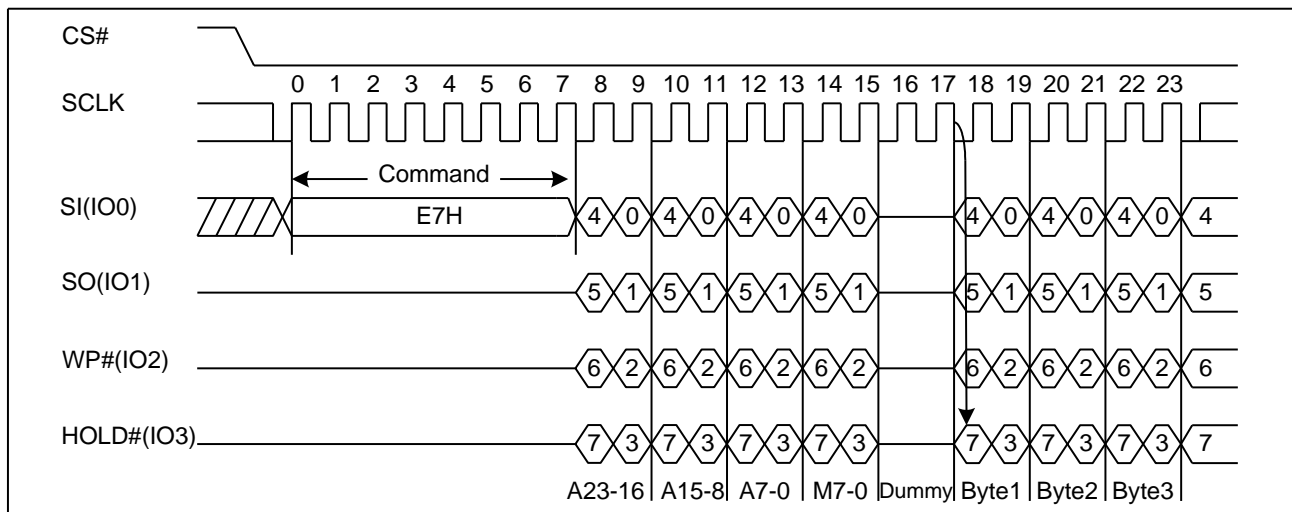 CS#
0 1 2 3 4 5 6 7 8 9 10 11 12 13 14 15 16 17 18 19 20 21 22 23
SCLK
Command
SI(IO0) E7H 4 0 4 0 4 0 4 0 4 0 4 0 4 0 4
SO(IO1) 5 1 5 1 5 1 5 1 5 1 5 1 5 1 5
WP#(IO2) 6 2 6 2 6 2 6 2 6 2 6 2 6 2 6
HOLD#(IO3) 7 3 7 3 7 3 7 3 7 3 7 3 7 3 7
A23-16 A15-8 A7-0 M7-0 Dummy Byte1 Byte2 Byte3